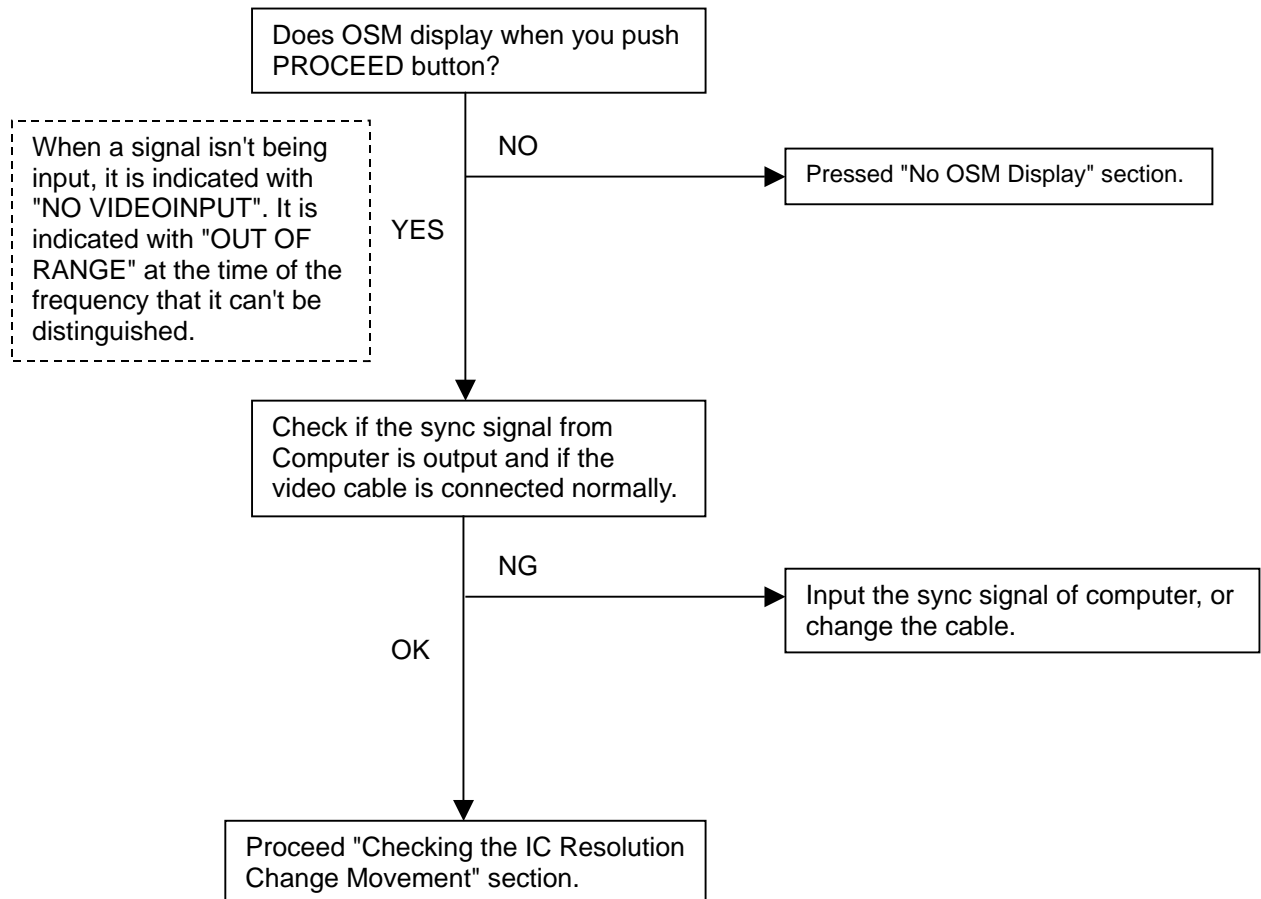 Does OSM display when you push
PROCEED button?
When a signal isn't being
input, it is indicated with
"NO VIDEOINPUT". It is
indicated with "OUT OF
RANGE" at the time of the
frequency that it can't be
distinguished.
NO
Pressed "No OSM Display" section.
YES
Check if the sync signal from
Computer is output and if the
video cable is connected normally.
NG
Input the sync signal of computer, or
change the cable.
OK
Proceed "Checking the IC Resolution
Change Movement" section.